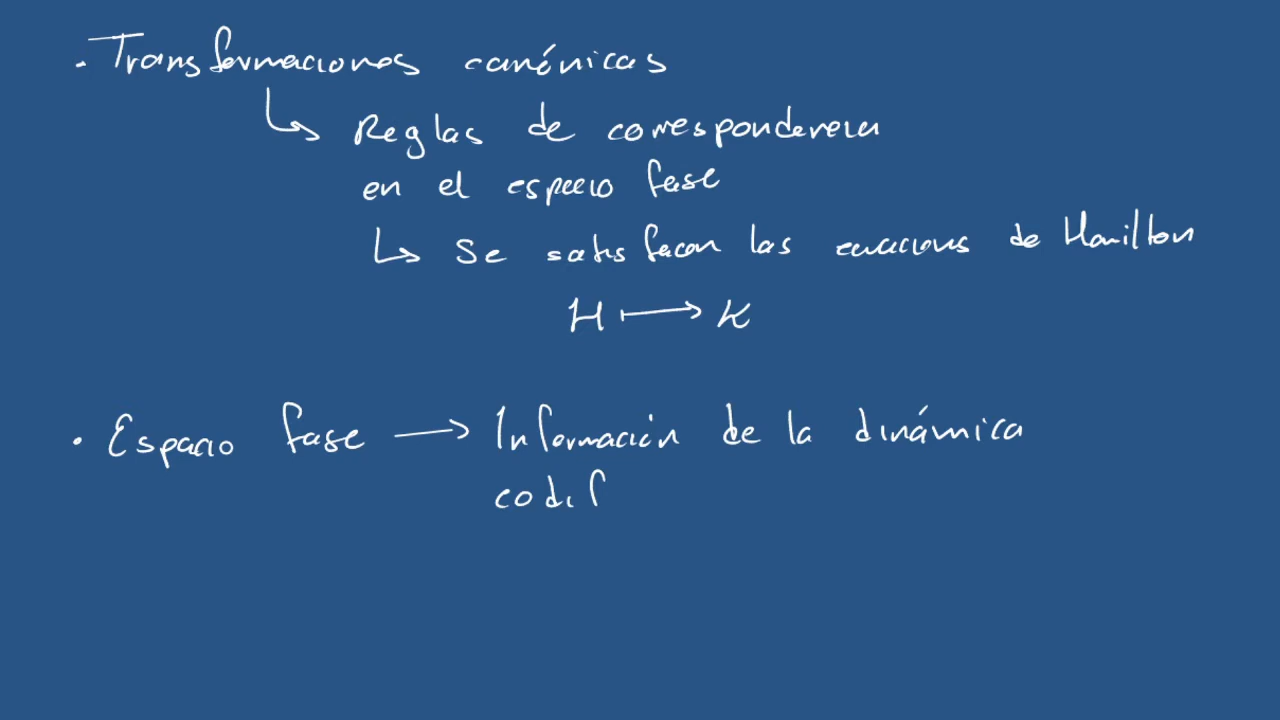 · Transformaciones canónicas
↳ Reglas de correspondencia
en el espacio fase
↳ Se satisfacen las ecuaciones de Hamilton
H ⟼ K
· Espacio fase ⟶ Información de la dinámica
codif